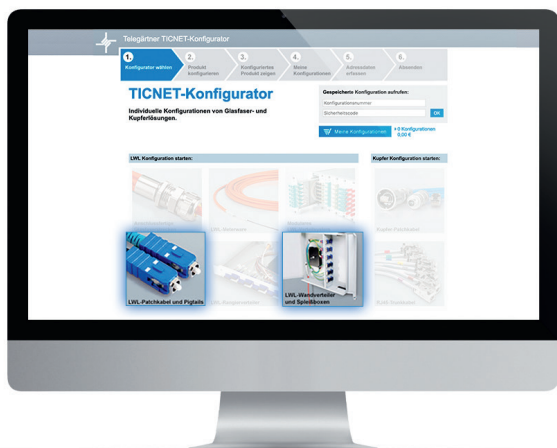 Telegärtner TICNET-Konfigurator
1.
Konfigurator wählen
2.
Produkt
konfigurieren
3.
Konfiguriertes
Produkt zeigen
4.
Meine
Konfigurationen
5.
Adressdaten
erfassen
6.
Absenden
TICNET-Konfigurator
Individuelle Konfigurationen von Glasfaser- und
Kupferlösungen.
Gespeicherte Konfiguration aufrufen:
Konfigurationsnummer
Sicherheitscode
OK
Meine Konfigurationen
0 Konfigurationen
0,00 €
LWL Konfiguration starten:
Kupfer Konfiguration starten:
LWL-Patchkabel und Pigtails
LWL-Wandverteiler
und Spleißboxen